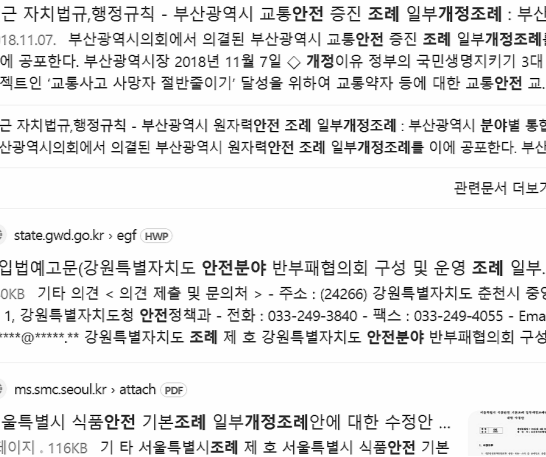 근 자치법규,행정규칙 - 부산광역시 교통안전 증진 조례 일부개정조례 : 부산
18.11.07. 부산광역시의회에서 의결된 부산광역시 교통안전 증진 조례 일부개정조례를
에 공포한다. 부산광역시장 2018년 11월 7일 ◇ 개정이유 정부의 국민생명지키기 3대
젝트인 '교통사고 사망자 절반줄이기' 달성을 위하여 교통약자 등에 대한 교통안전 교...
근 자치법규,행정규칙 - 부산광역시 원자력안전 조례 일부개정조례 : 부산광역시 분야별 통합
산광역시의회에서 의결된 부산광역시 원자력안전 조례 일부개정조례를 이에 공포한다. 부산
관련문서 더보기
state.gwd.go.kr › egf HWP
입법예고문(강원특별자치도 안전분야 반부패협의회 구성 및 운영 조례 일부..
0KB 기타 의견 < 의견 제출 및 문의처 > - 주소 : (24266) 강원특별자치도 춘천시 중앙
1, 강원특별자치도청 안전정책과 - 전화 : 033-249-3840 - 팩스 : 033-249-4055 - Ema
****@*****.** 강원특별자치도 조례 제 호 강원특별자치도 안전분야 반부패협의회 구성
ms.smc.seoul.kr › attach PDF
울특별시 식품안전 기본조례 일부개정조례안에 대한 수정안 ...
페이지 . 116KB 기 타 서울특별시조례 제 호 서울특별시 식품안전 기본